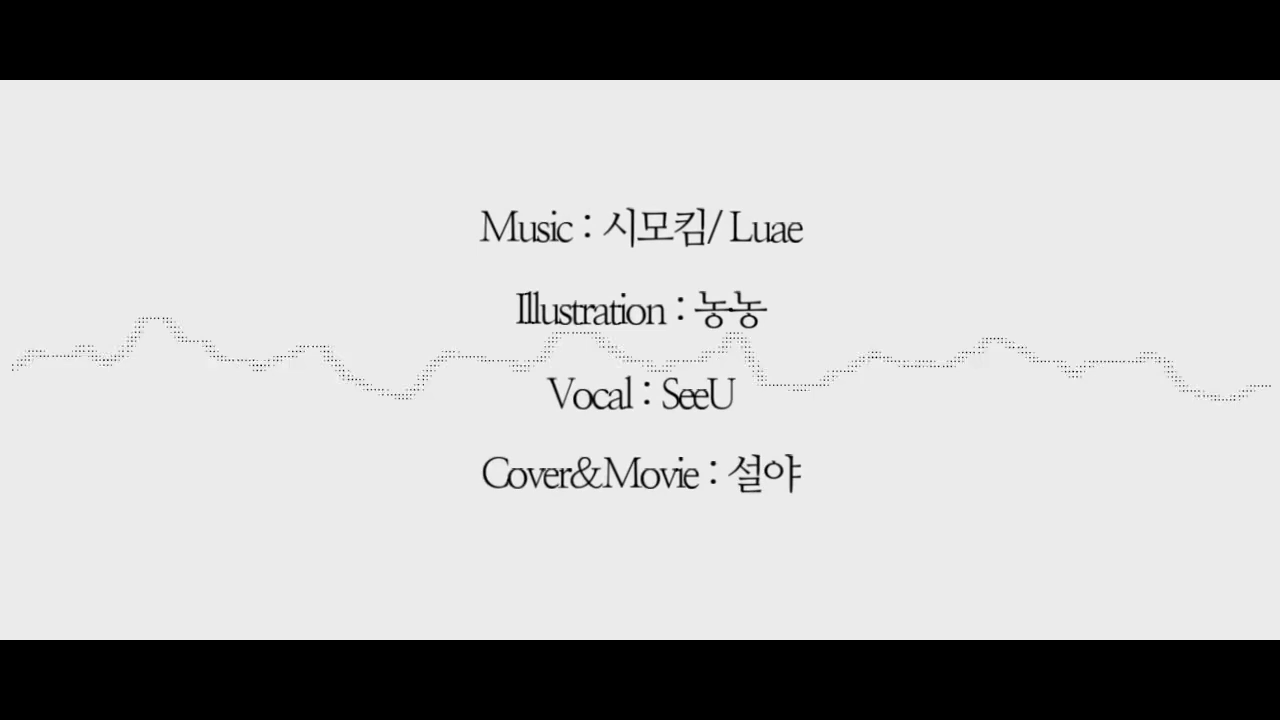 Music : 시모킴/ Luae
Illustration : 농농
Vocal : SeeU
Cover&Movie : 설야